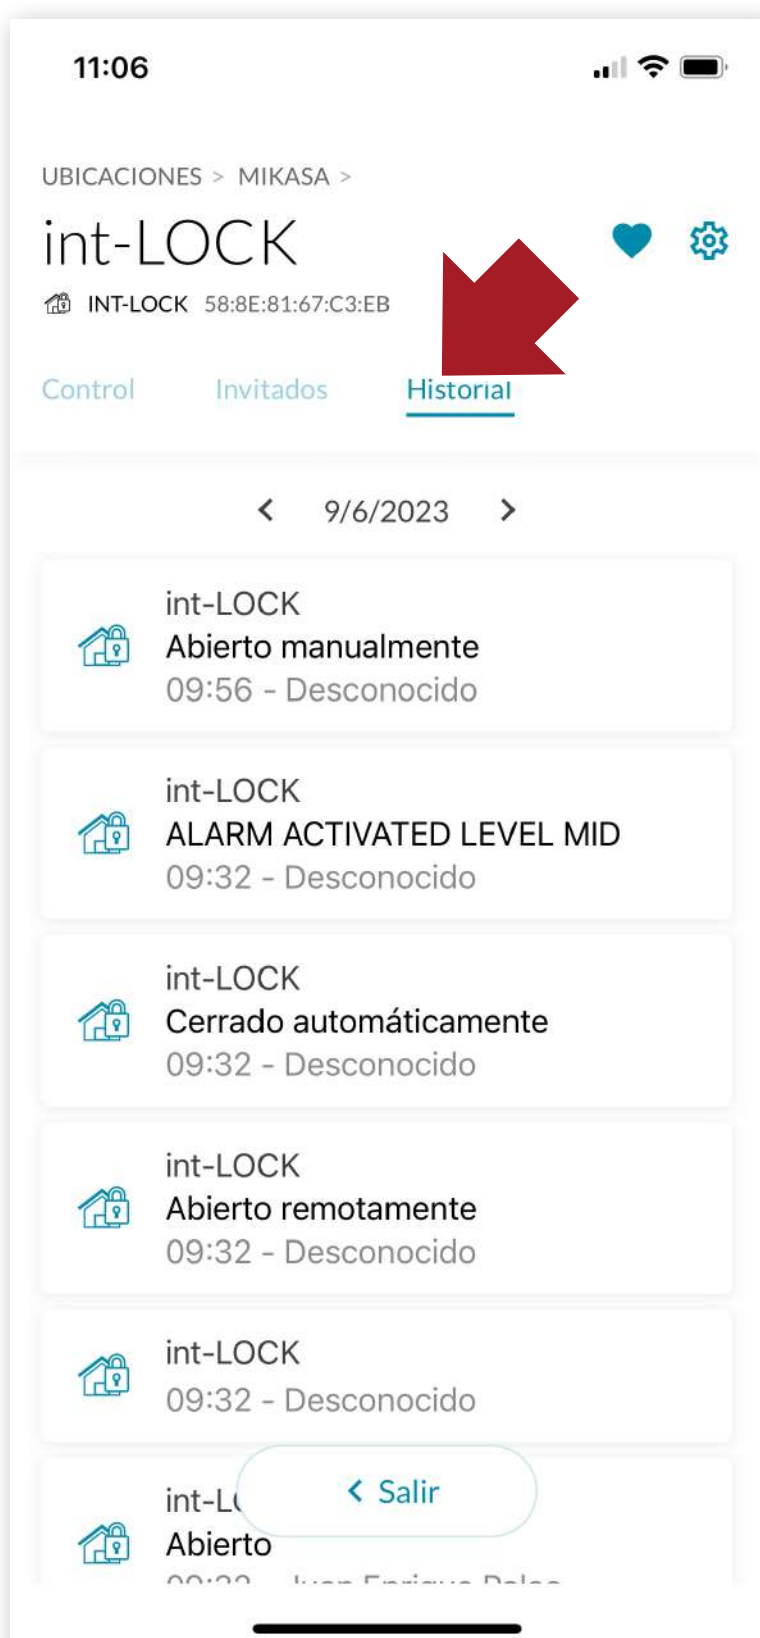 11:06
UBICACIONES > MIKASA >
int-LOCK
INT-LOCK 58:8E:81:67:C3:EB
Control Invitados Historial
< 9/6/2023 >
int-LOCK
Abierto manualmente
09:56 - Desconocido
int-LOCK
ALARM ACTIVATED LEVEL MID
09:32 - Desconocido
int-LOCK
Cerrado automáticamente
09:32 - Desconocido
int-LOCK
Abierto remotamente
09:32 - Desconocido
int-LOCK
09:32 - Desconocido
< Salir
int-L
Abierto
Juan Enrique